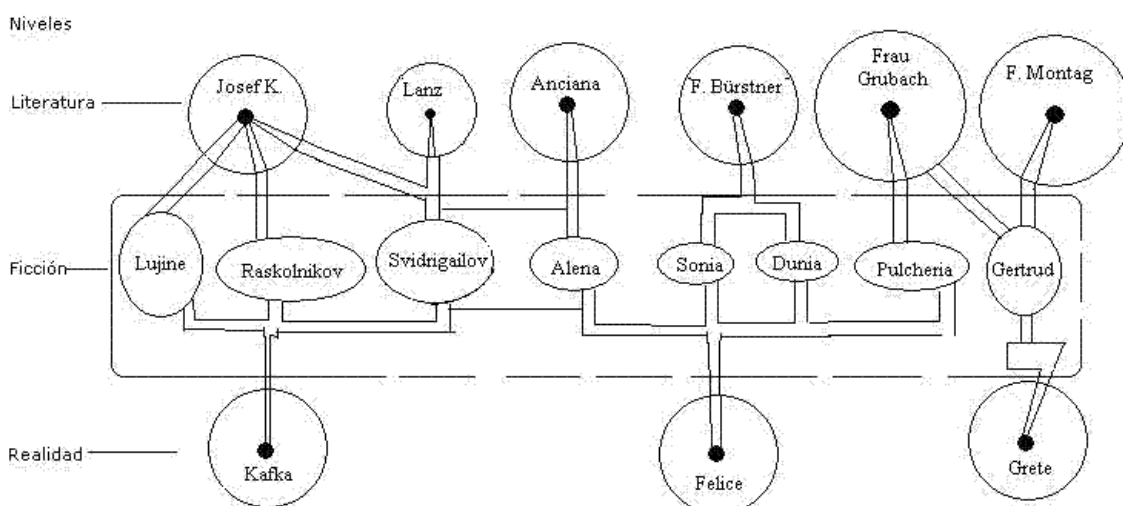 Niveles
Literatura
Josef K.
Lanz
Anciana
F. Bürstner
Frau
Grubach
F. Montag
Ficción
Lujine
Raskolnikov
Svidrigailov
Alena
Sonia
Dunia
Pulcheria
Gertrud
Realidad
Kafka
Felice
Grete